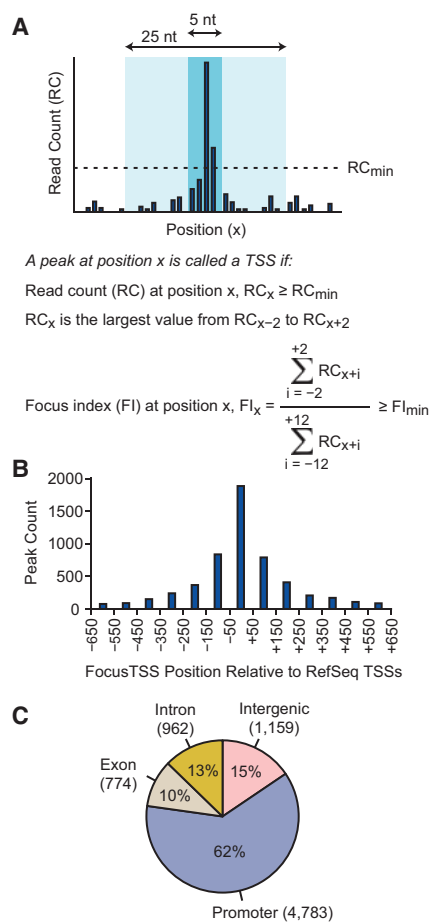 A
5 nt
25 nt
Read Count (RC)
RCmin
Position (x)
A peak at position x is called a TSS if:
Read count (RC) at position x, RCx ≥ RCmin
RCx is the largest value from RCx−2 to RCx+2
+2
∑ RCx+i
i = −2
Focus index (FI) at position x, FIx = ≥ FImin
+12
∑ RCx+i
i = −12
B
Peak Count
2000
1500
1000
500
0
−650
−550
−450
−350
−250
−150
−50
+50
+150
+250
+350
+450
+550
+650
FocusTSS Position Relative to RefSeq TSSs
C
Intron
(962)
Intergenic
(1,159)
Exon
(774)
13%
15%
10%
62%
Promoter (4,783)